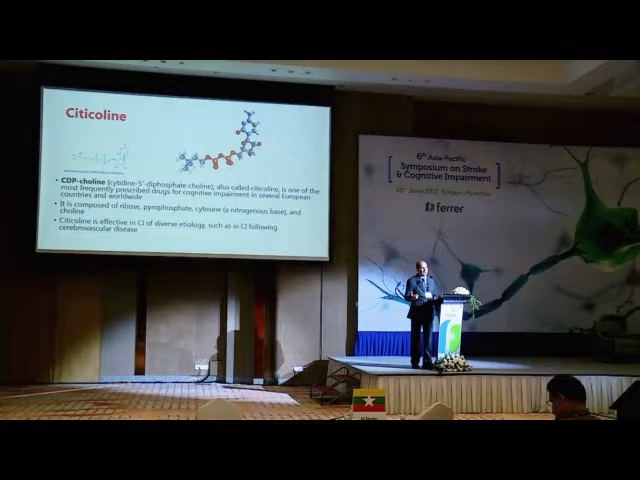 Citicoline
• CDP-choline (cytidine-5'-diphosphate choline), also called citicoline, is one of the
most frequently prescribed drugs for cognitive impairment in several European
countries and worldwide
• It is composed of ribose, pyrophosphate, cytosine (a nitrogenous base), and
choline
• Citicoline is effective in CI of diverse etiology, such as in CI following
cerebrovascular disease
6th Asia-Pacific
Symposium on Stroke
& Cognitive Impairment
June 2015 Yangon, Myanmar
ferrer